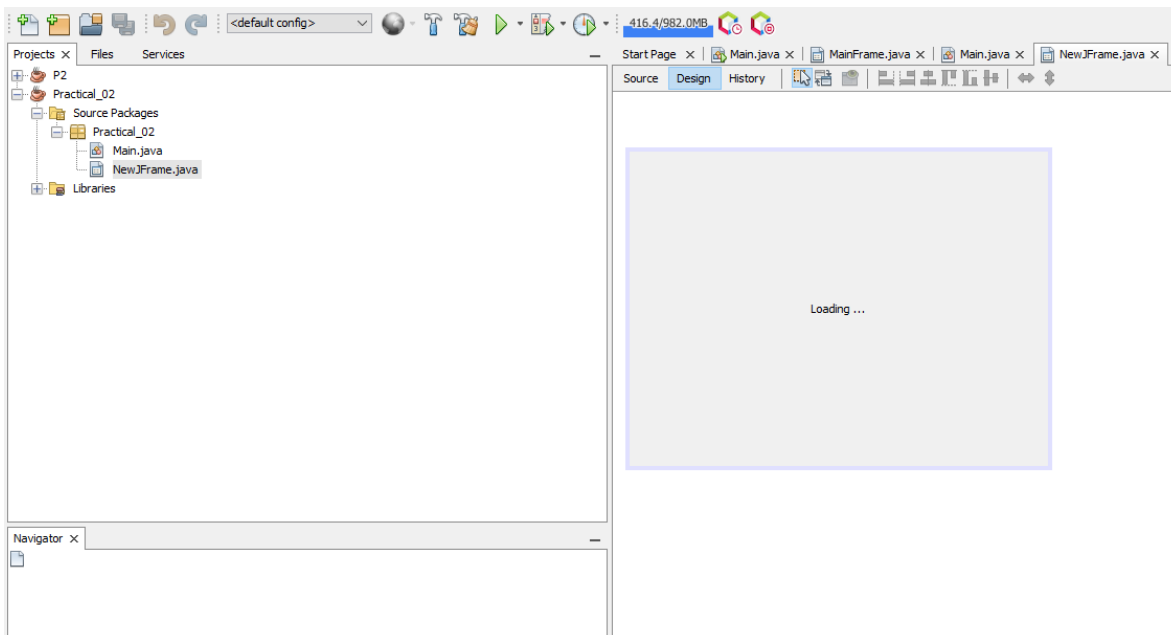 <default config>
416.4/982.0MB
Projects Files Services
Start Page Main.java MainFrame.java Main.java NewJFrame.java
P2
Source Design History
Practical_02
Source Packages
Practical_02
Main.java
NewJFrame.java
Libraries
Loading ...
Navigator